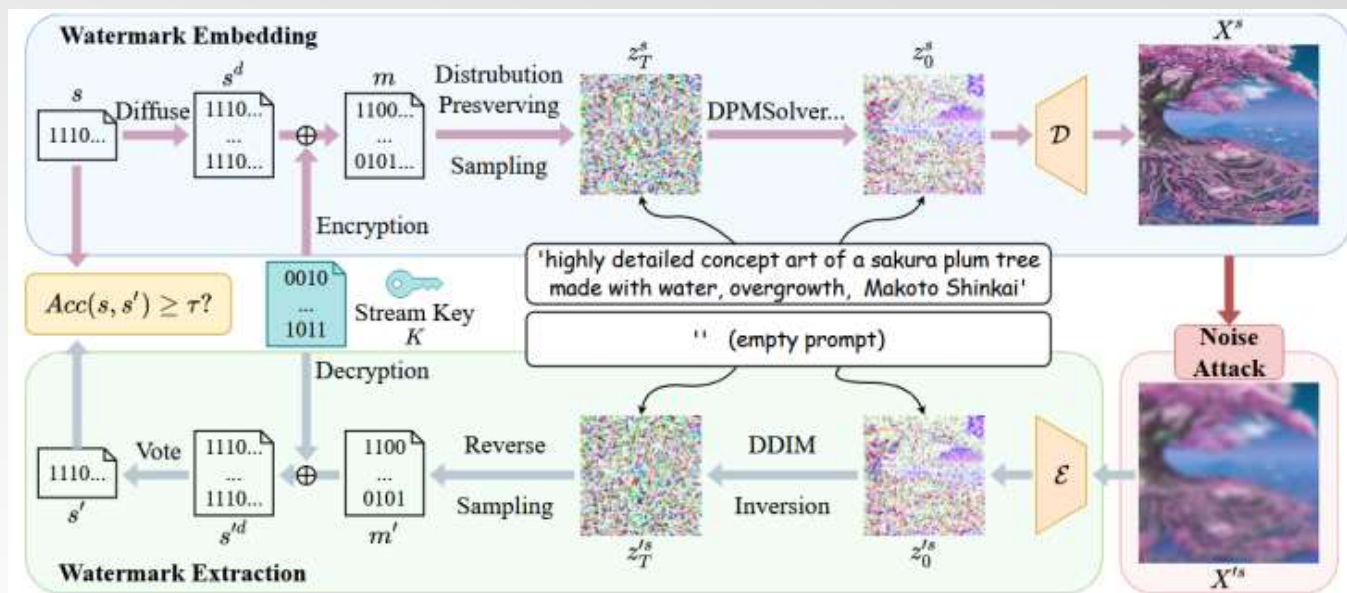 Watermark Embedding
s
1110...
Diffuse
s^d
1110...
...
1110...
⊕
m
1100...
...
0101...
Distrubution
Presverving
Sampling
z_T^s
DPMSolver...
z_0^s
𝒟
X^s
Encryption
Acc(s, s′) ≥ τ?
0010
...
1011
Stream Key
K
'highly detailed concept art of a sakura plum tree
made with water, overgrowth, Makoto Shinkai'
'' (empty prompt)
Noise
Attack
Decryption
1110...
s′
Vote
1110...
...
1110...
s′^d
⊕
1100
...
0101
m′
Reverse
Sampling
z′_T^s
DDIM
Inversion
z′_0^s
ℰ
X′^s
Watermark Extraction